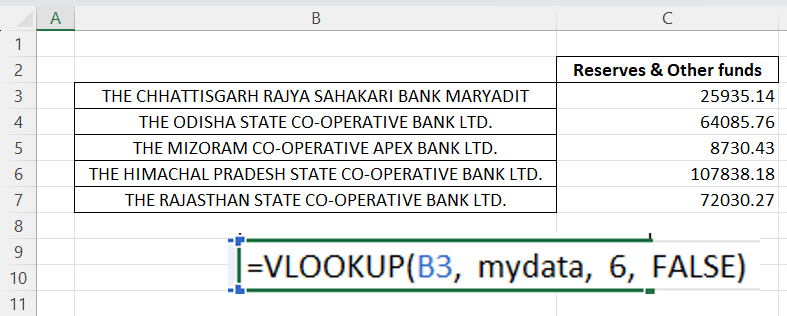 A B C
1
2 Reserves & Other funds
3 THE CHHATTISGARH RAJYA SAHAKARI BANK MARYADIT 25935.14
4 THE ODISHA STATE CO-OPERATIVE BANK LTD. 64085.76
5 THE MIZORAM CO-OPERATIVE APEX BANK LTD. 8730.43
6 THE HIMACHAL PRADESH STATE CO-OPERATIVE BANK LTD. 107838.18
7 THE RAJASTHAN STATE CO-OPERATIVE BANK LTD. 72030.27
8
9
=VLOOKUP(B3, mydata, 6, FALSE)
10
11